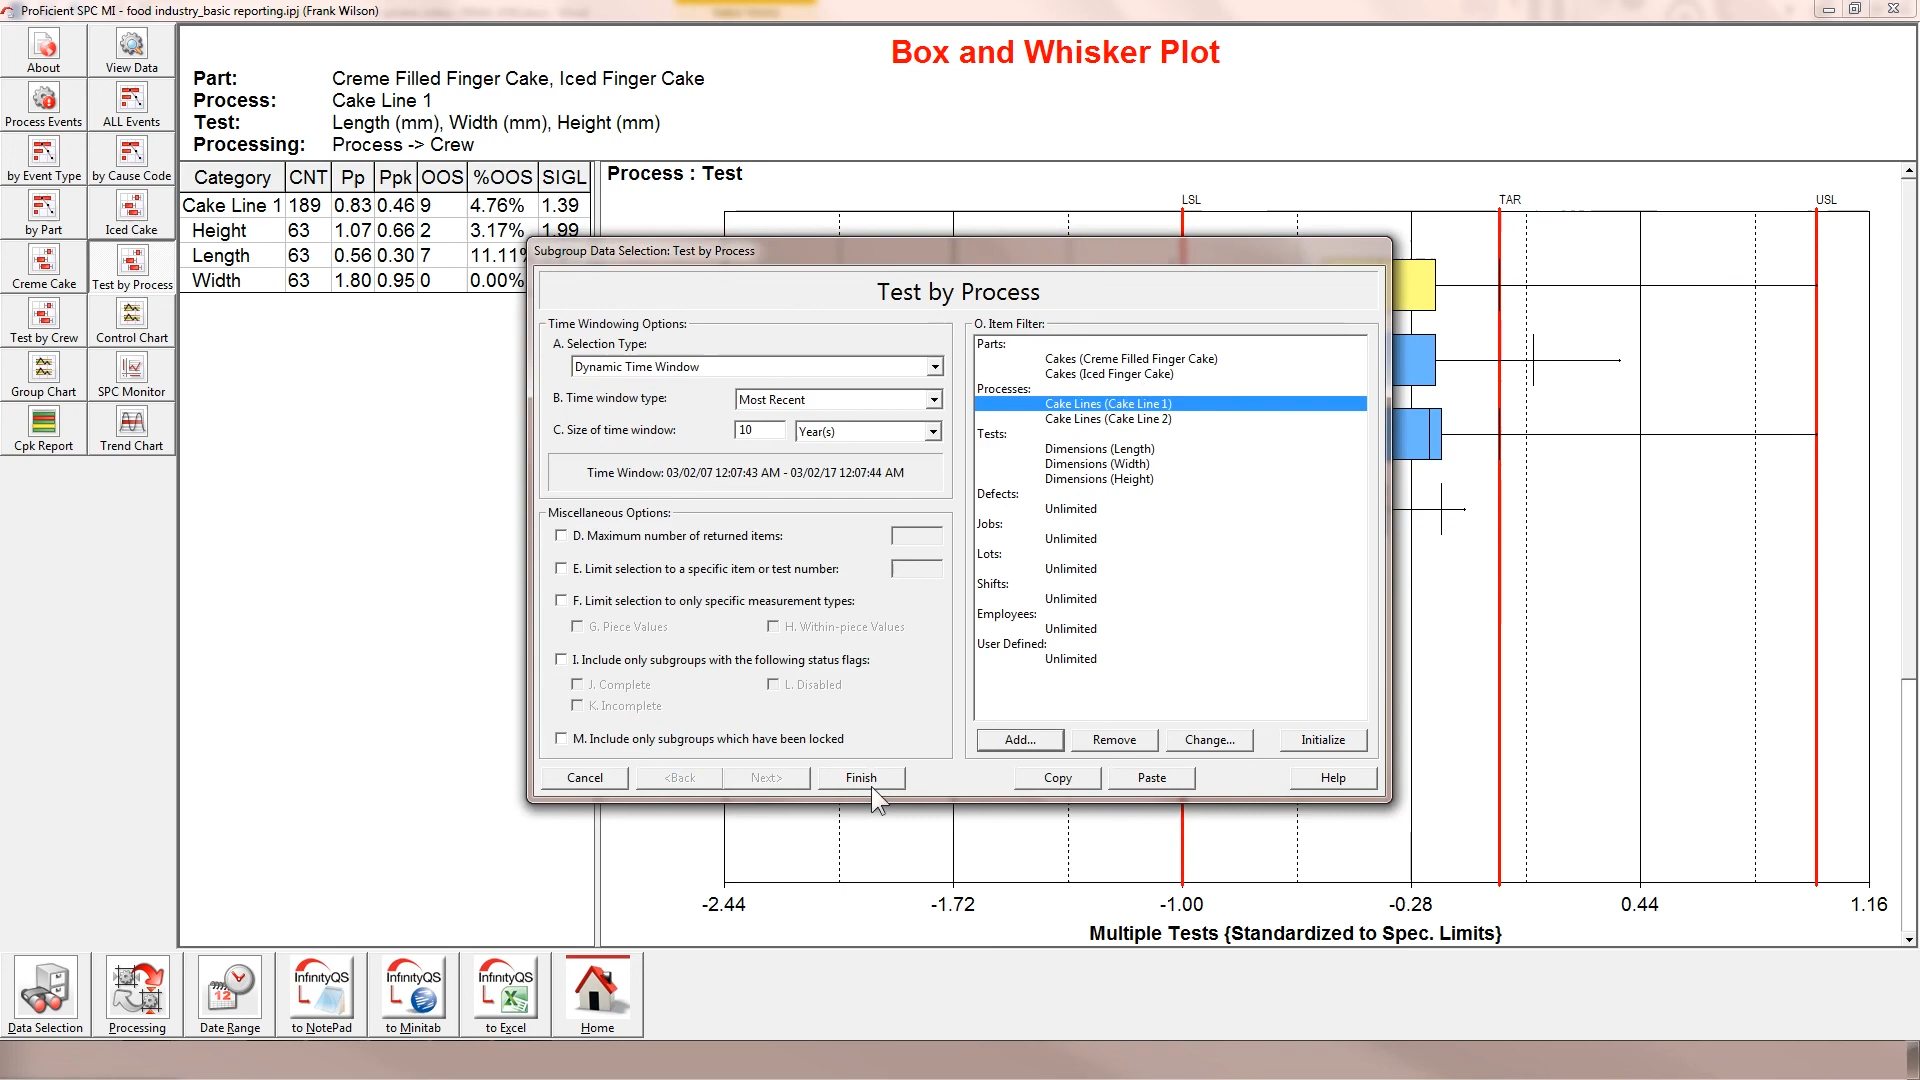 ProFicient SPC MI - food industry_basic reporting.ipj (Frank Wilson)
About
View Data
Process Events
ALL Events
by Event Type
by Cause Code
by Part
Iced Cake
Creme Cake
Test by Process
Test by Crew
Control Chart
Group Chart
SPC Monitor
Cpk Report
Trend Chart
Box and Whisker Plot
Part: Creme Filled Finger Cake, Iced Finger Cake
Process: Cake Line 1
Test: Length (mm), Width (mm), Height (mm)
Processing: Process -> Crew
Category CNT Pp Ppk OOS %OOS SIGL
Cake Line 1 189 0.83 0.46 9 4.76% 1.39
Height 63 1.07 0.66 2 3.17% 1.99
Length 63 0.56 0.30 7 11.11%
Width 63 1.80 0.95 0 0.00%
Process : Test
LSL TAR USL
Subgroup Data Selection: Test by Process
Test by Process
Time Windowing Options:
A. Selection Type:
Dynamic Time Window
B. Time window type: Most Recent
C. Size of time window: 10 Year(s)
Time Window: 03/02/07 12:07:43 AM - 03/02/17 12:07:44 AM
Miscellaneous Options:
D. Maximum number of returned items:
E. Limit selection to a specific item or test number:
F. Limit selection to only specific measurement types:
G. Piece Values H. Within-piece Values
I. Include only subgroups with the following status flags:
J. Complete L. Disabled
K. Incomplete
M. Include only subgroups which have been locked
O. Item Filter:
Parts:
Cakes (Creme Filled Finger Cake)
Cakes (Iced Finger Cake)
Processes:
Cake Lines (Cake Line 1)
Cake Lines (Cake Line 2)
Tests:
Dimensions (Length)
Dimensions (Width)
Dimensions (Height)
Defects:
Unlimited
Jobs:
Unlimited
Lots:
Unlimited
Shifts:
Unlimited
Employees:
Unlimited
User Defined:
Unlimited
Add... Remove Change... Initialize
Cancel <Back Next> Finish Copy Paste Help
-2.44 -1.72 -1.00 -0.28 0.44 1.16
Multiple Tests {Standardized to Spec. Limits}
12
InfinityQS
InfinityQS
InfinityQS
Data Selection
Processing
Date Range
to NotePad
to Minitab
to Excel
Home